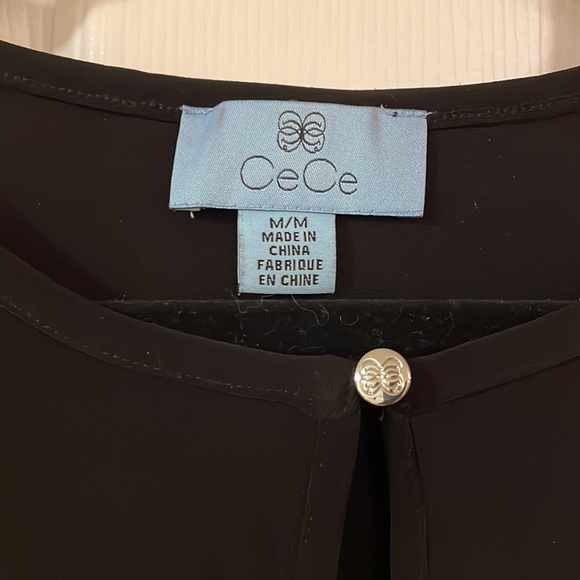 CeCe
M/M
MADE IN
CHINA
FABRIQUE
EN CHINE